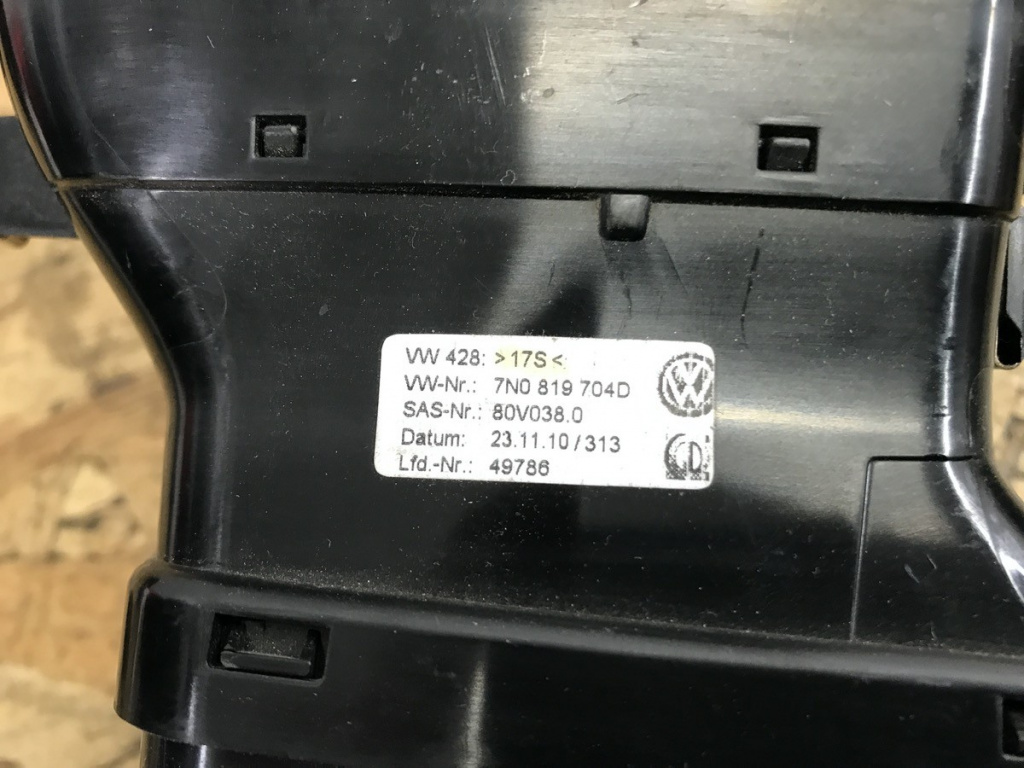 VW 428: >17S<
VW-Nr.: 7N0 819 704D
SAS-Nr.: 80V038.0
Datum: 23.11.10/313
Lfd.-Nr.: 49786